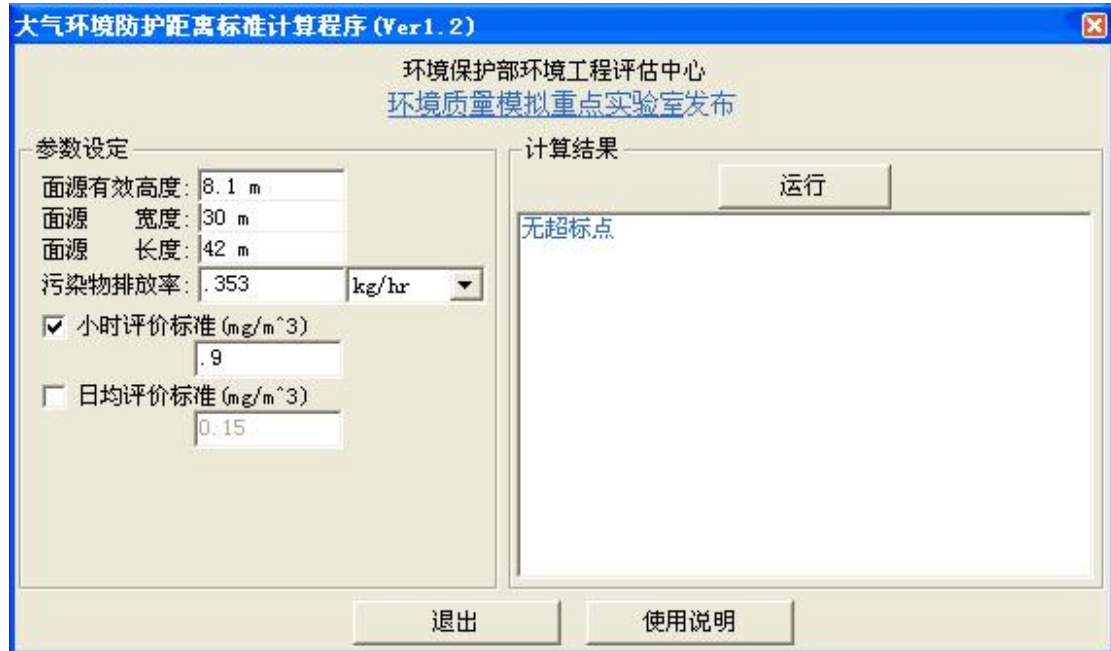 大气环境防护距离标准计算程序(Ver1.2)
环境保护部环境工程评估中心
环境质量模拟重点实验室发布
参数设定
面源有效高度: 8.1 m
面源 宽度: 30 m
面源 长度: 42 m
污染物排放率: .353 kg/hr
小时评价标准(mg/m^3)
.9
日均评价标准(mg/m^3)
0.15
计算结果
运行
无超标点
退出 使用说明